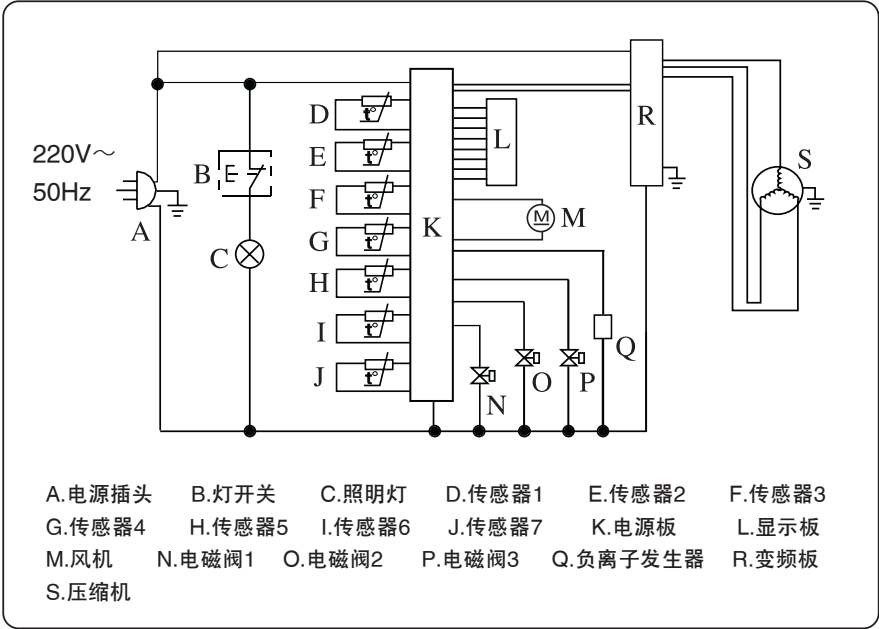 220V～
50Hz
A
B
C
D
t°
E
t°
F
t°
G
t°
H
t°
I
t°
J
t°
K
L
M
M
N
O
P
Q
R
S
A.电源插头 B.灯开关 C.照明灯 D.传感器1 E.传感器2 F.传感器3
G.传感器4 H.传感器5 I.传感器6 J.传感器7 K.电源板 L.显示板
M.风机 N.电磁阀1 O.电磁阀2 P.电磁阀3 Q.负离子发生器 R.变频板
S.压缩机